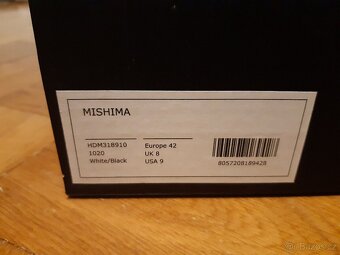 MISHIMA
HDM318910
1020
White/Black
Europe 42
UK 8
USA 9
8057208189428